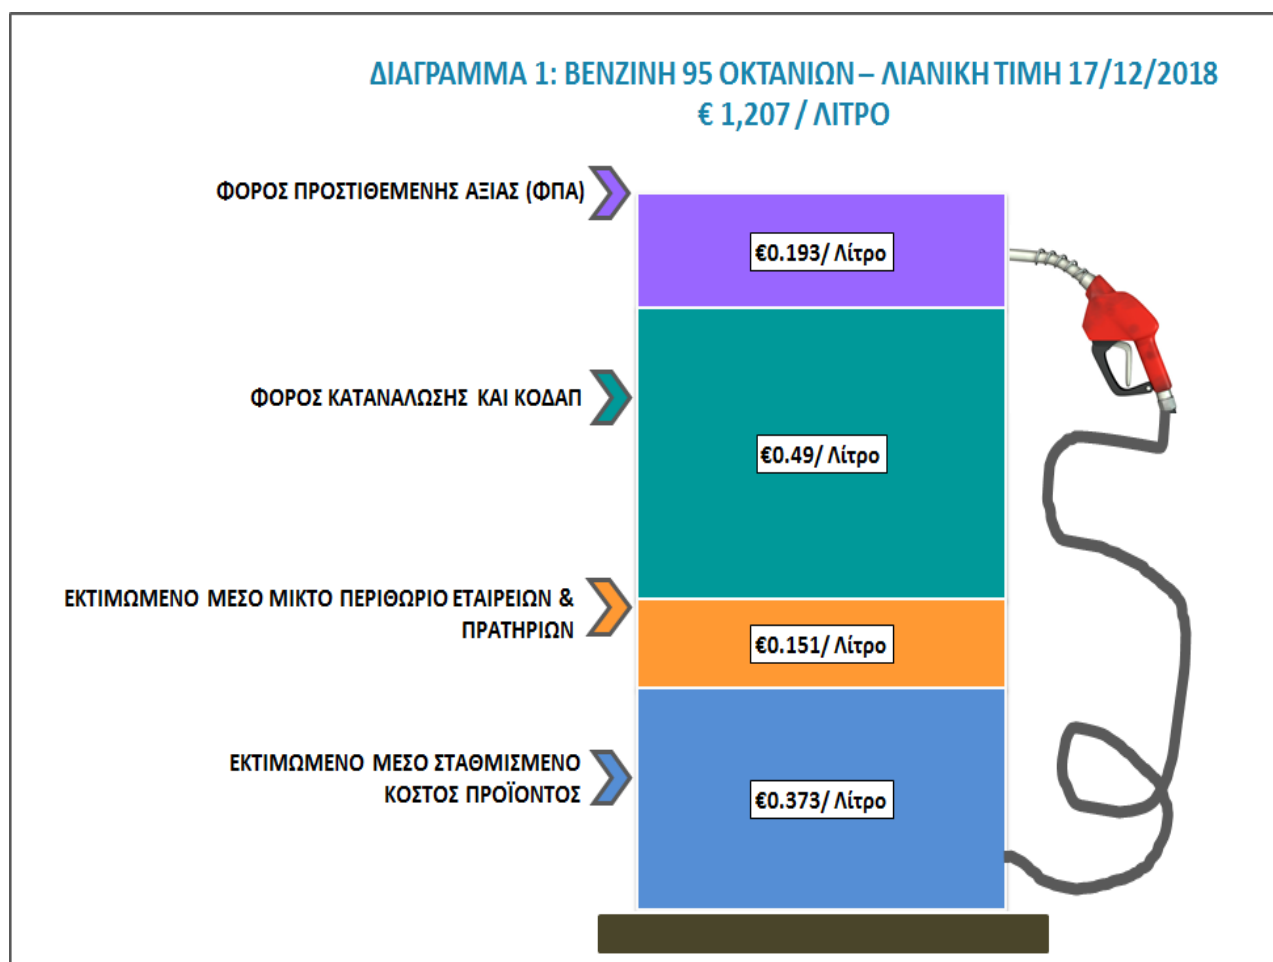 ΔΙΑΓΡΑΜΜΑ 1: ΒΕΝΖΙΝΗ 95 ΟΚΤΑΝΙΩΝ – ΛΙΑΝΙΚΗ ΤΙΜΗ 17/12/2018
€ 1,207 / ΛΙΤΡΟ
ΦΟΡΟΣ ΠΡΟΣΤΙΘΕΜΕΝΗΣ ΑΞΙΑΣ (ΦΠΑ)
€0.193/ Λίτρο
ΦΟΡΟΣ ΚΑΤΑΝΑΛΩΣΗΣ ΚΑΙ ΚΟΔΑΠ
€0.49/ Λίτρο
ΕΚΤΙΜΩΜΕΝΟ ΜΕΣΟ ΜΙΚΤΟ ΠΕΡΙΘΩΡΙΟ ΕΤΑΙΡΕΙΩΝ &
ΠΡΑΤΗΡΙΩΝ
€0.151/ Λίτρο
ΕΚΤΙΜΩΜΕΝΟ ΜΕΣΟ ΣΤΑΘΜΙΣΜΕΝΟ
ΚΟΣΤΟΣ ΠΡΟΪΟΝΤΟΣ
€0.373/ Λίτρο